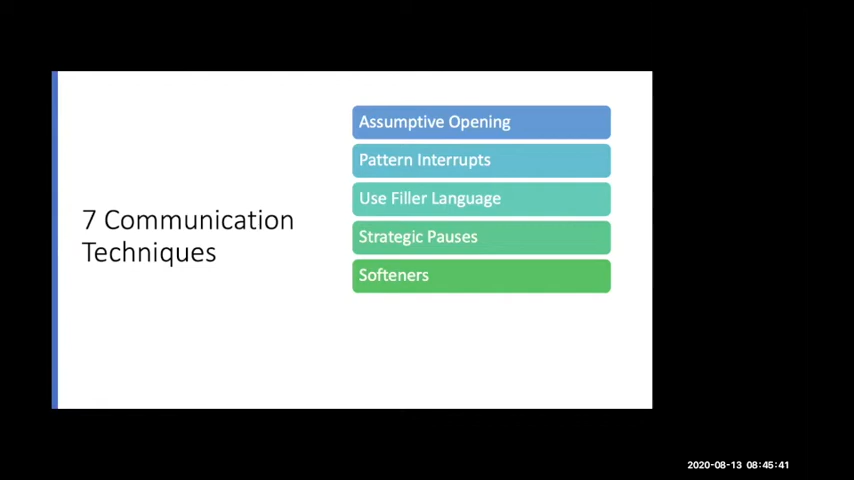 7 Communication
Techniques
Assumptive Opening
Pattern Interrupts
Use Filler Language
Strategic Pauses
Softeners
2020-08-13 08:45:41